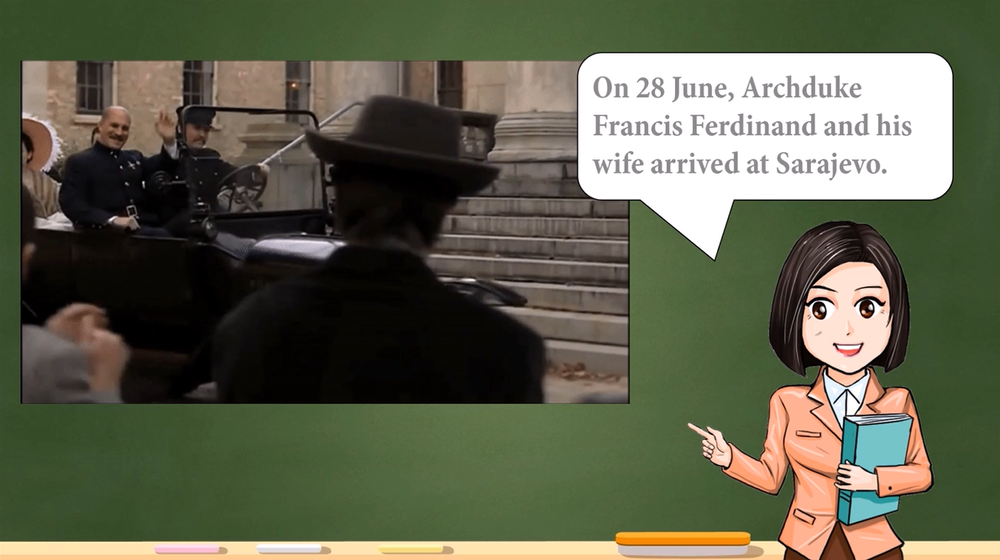 On 28 June, Archduke
Francis Ferdinand and his
wife arrived at Sarajevo.